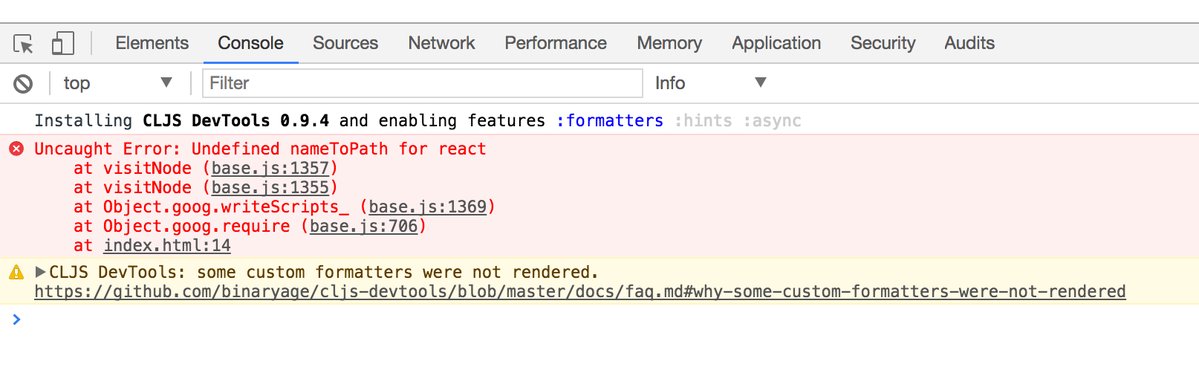 Elements Console Sources Network Performance Memory Application Security Audits
top Filter Info
Installing CLJS DevTools 0.9.4 and enabling features :formatters :hints :async
Uncaught Error: Undefined nameToPath for react
at visitNode (base.js:1357)
at visitNode (base.js:1355)
at Object.goog.writeScripts_ (base.js:1369)
at Object.goog.require (base.js:706)
at index.html:14
CLJS DevTools: some custom formatters were not rendered.
https://github.com/binaryage/cljs-devtools/blob/master/docs/faq.md#why-some-custom-formatters-were-not-rendered